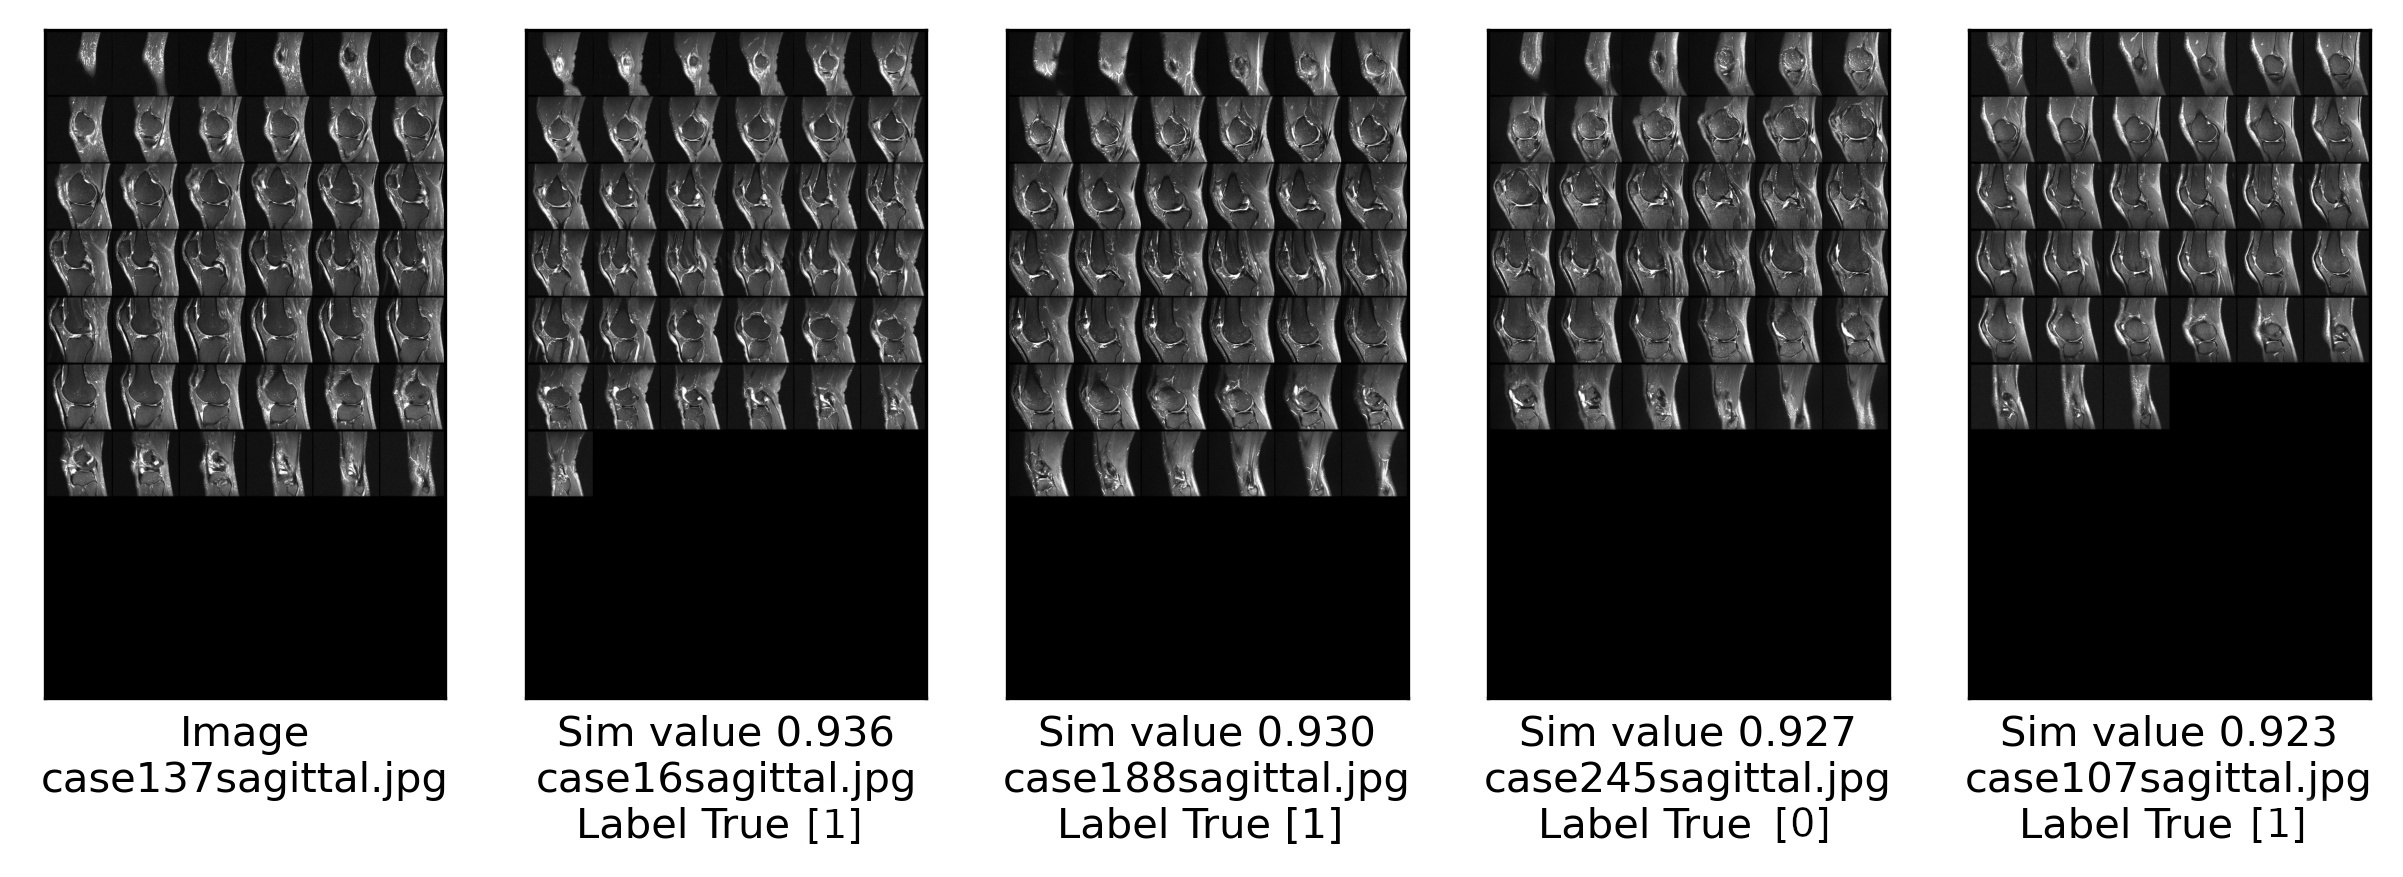 Image
case137sagittal.jpg
Sim value 0.936
case16sagittal.jpg
Label True [1]
Sim value 0.930
case188sagittal.jpg
Label True [1]
Sim value 0.927
case245sagittal.jpg
Label True [0]
Sim value 0.923
case107sagittal.jpg
Label True [1]